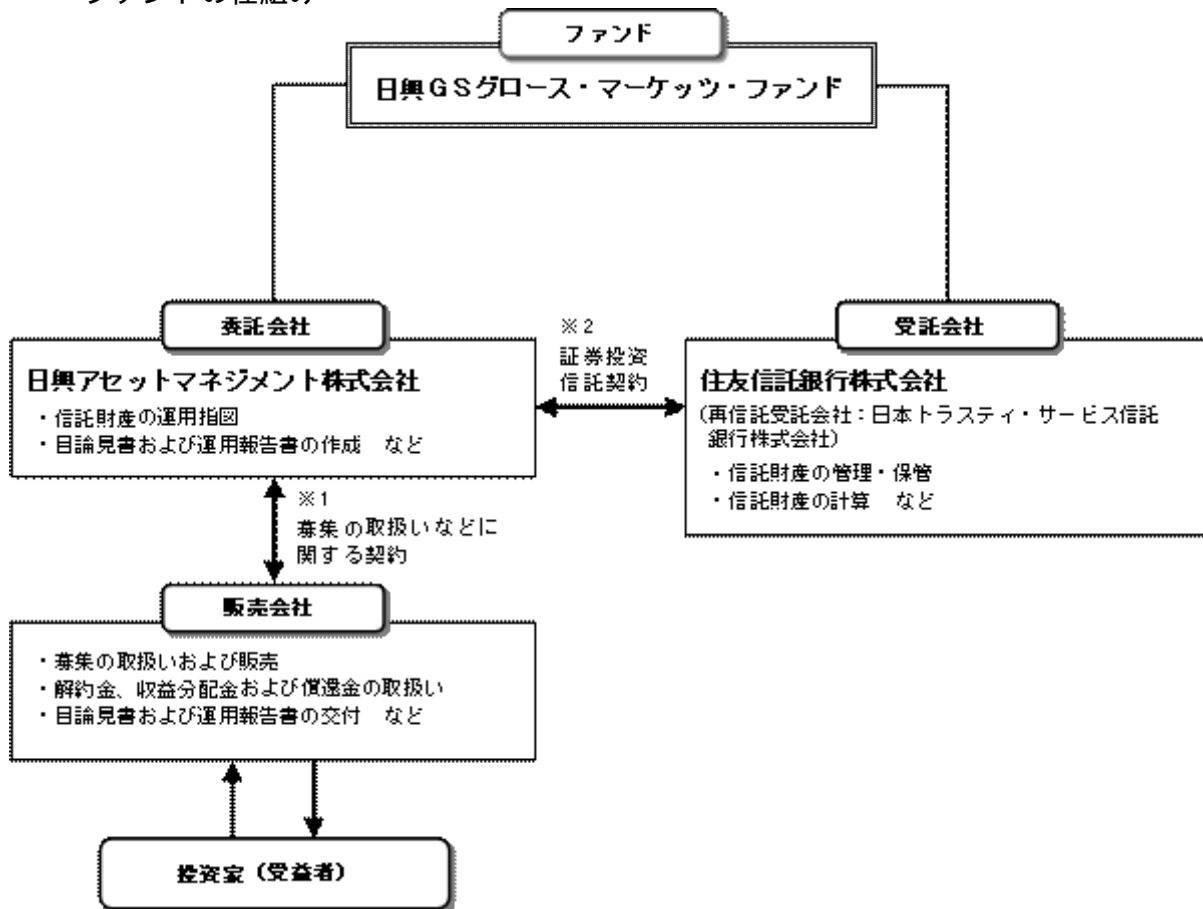 ファンドの仕組み
ファンド
日興GSグロース・マーケッツ・ファンド
委託会社
日興アセットマネジメント株式会社
・信託財産の運用指図
・目論見書および運用報告書の作成 など
※2
証券投資
信託契約
受託会社
住友信託銀行株式会社
(再信託受託会社:日本トラスティ・サービス信託
銀行株式会社)
・信託財産の管理・保管
・信託財産の計算 など
※1
募集の取扱いなどに
関する契約
販売会社
・募集の取扱いおよび販売
・解約金、収益分配金および償還金の取扱い
・目論見書および運用報告書の交付 など
投資家(受益者)